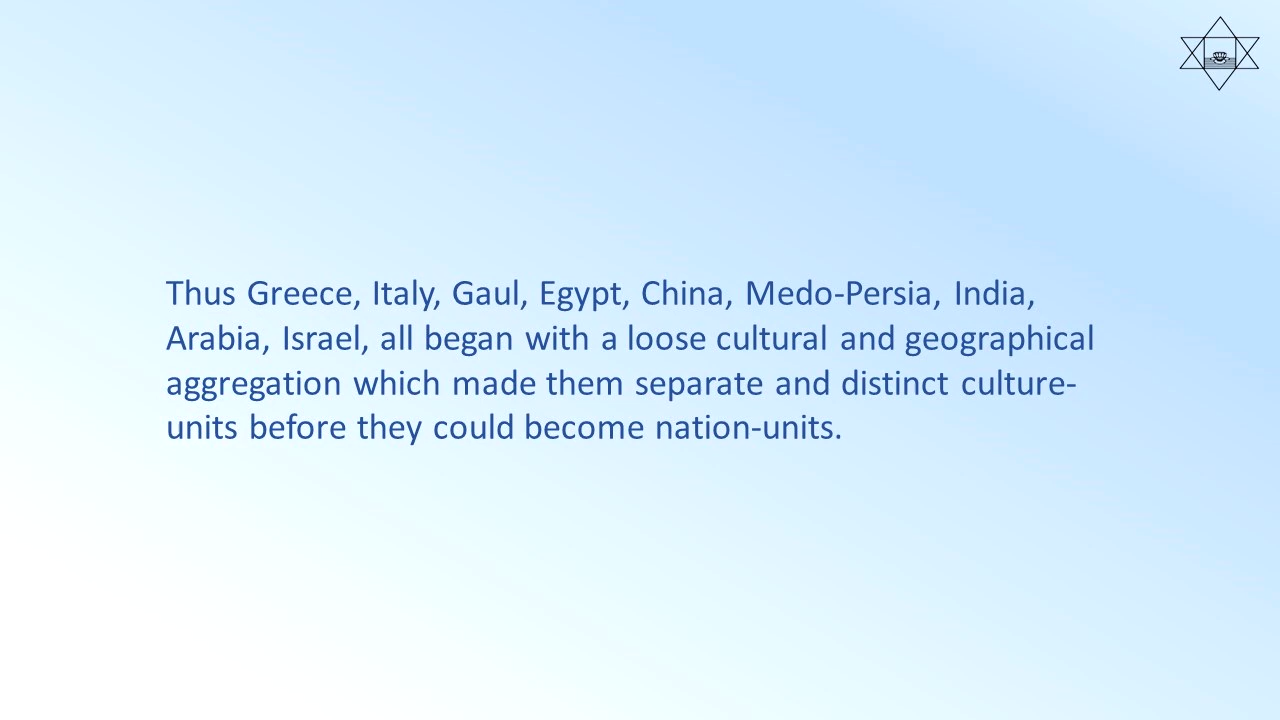 Thus Greece, Italy, Gaul, Egypt, China, Medo-Persia, India,
Arabia, Israel, all began with a loose cultural and geographical
aggregation which made them separate and distinct culture-
units before they could become nation-units.